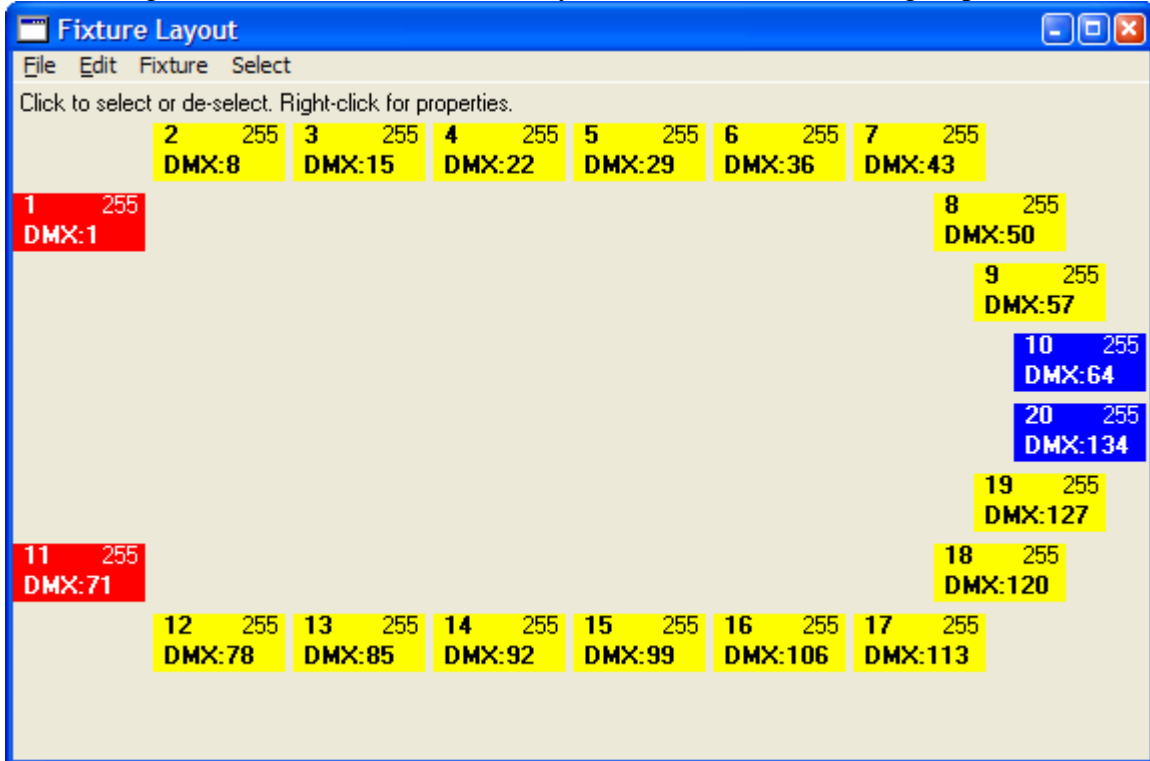 Fixture Layout
File Edit Fixture Select
Click to select or de-select. Right-click for properties.
2 255 3 255 4 255 5 255 6 255 7 255
DMX:8 DMX:15 DMX:22 DMX:29 DMX:36 DMX:43
1 255 8 255
DMX:1 DMX:50
9 255
DMX:57
10 255
DMX:64
20 255
DMX:134
19 255
DMX:127
11 255 18 255
DMX:71 DMX:120
12 255 13 255 14 255 15 255 16 255 17 255
DMX:78 DMX:85 DMX:92 DMX:99 DMX:106 DMX:113